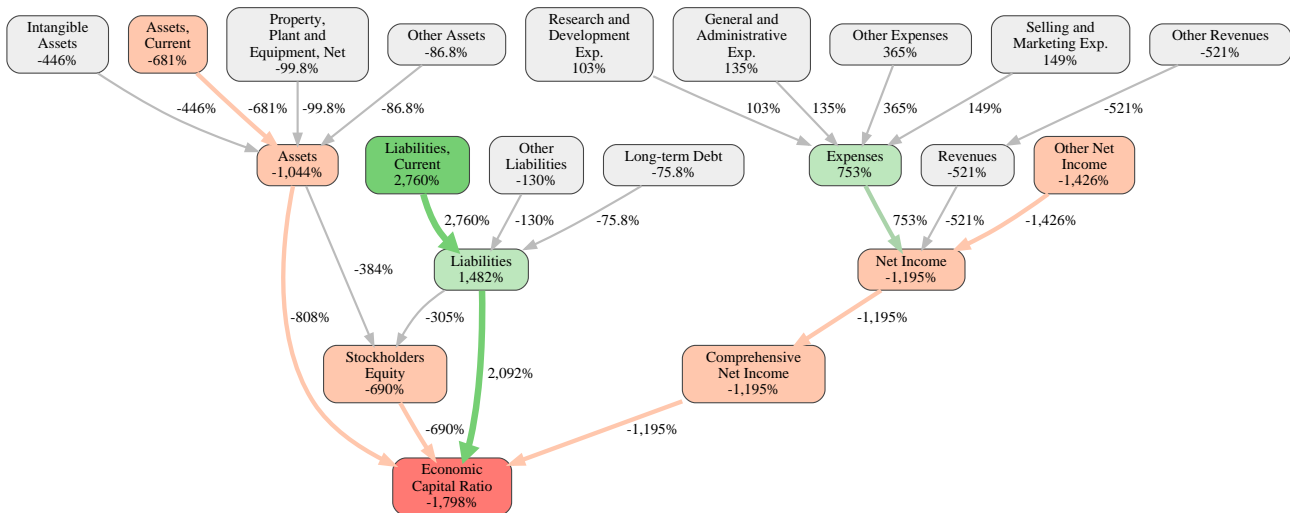 Intangible
Assets
-446%
Assets,
Current
-681%
Property,
Plant and
Equipment, Net
-99.8%
Other Assets
-86.8%
Research and
Development
Exp.
103%
General and
Administrative
Exp.
135%
Other Expenses
365%
Selling and
Marketing Exp.
149%
Other Revenues
-521%
-446%
-681%
-99.8%
-86.8%
103%
135%
365%
149%
-521%
Assets
-1,044%
Liabilities,
Current
2,760%
Other
Liabilities
-130%
Long-term Debt
-75.8%
Expenses
753%
Revenues
-521%
Other Net
Income
-1,426%
2,760%
-130%
-75.8%
753%
-521%
-1,426%
-384%
Liabilities
1,482%
Net Income
-1,195%
-808%
-305%
-1,195%
Stockholders
Equity
-690%
2,092%
Comprehensive
Net Income
-1,195%
-690%
-1,195%
Economic
Capital Ratio
-1,798%